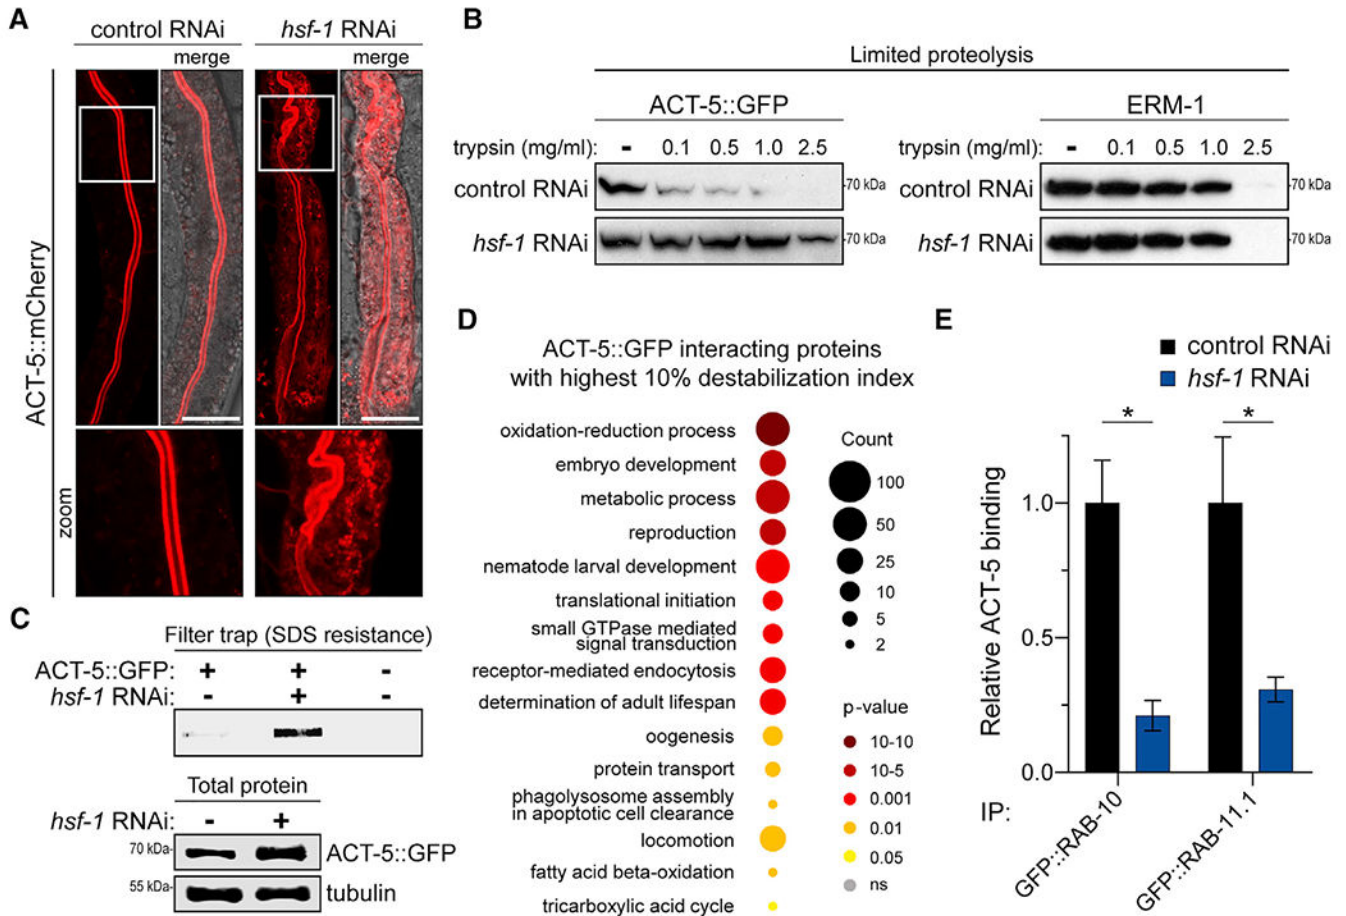 A
control RNAi
hsf-1 RNAi
merge
merge
ACT-5::mCherry
zoom
B
Limited proteolysis
ACT-5::GFP
trypsin (mg/ml): - 0.1 0.5 1.0 2.5
control RNAi
-70 kDa
hsf-1 RNAi
-70 kDa
ERM-1
trypsin (mg/ml): - 0.1 0.5 1.0 2.5
control RNAi
-70 kDa
hsf-1 RNAi
-70 kDa
C
Filter trap (SDS resistance)
ACT-5::GFP: + + -
hsf-1 RNAi: - + -
Total protein
hsf-1 RNAi: - +
70 kDa-
ACT-5::GFP
55 kDa-
tubulin
D
ACT-5::GFP interacting proteins
with highest 10% destabilization index
oxidation-reduction process
embryo development
metabolic process
reproduction
nematode larval development
translational initiation
small GTPase mediated
signal transduction
receptor-mediated endocytosis
determination of adult lifespan
oogenesis
protein transport
phagolysosome assembly
in apoptotic cell clearance
locomotion
fatty acid beta-oxidation
tricarboxylic acid cycle
Count
100
50
25
10
5
2
p-value
10-10
10-5
0.001
0.01
0.05
ns
E
control RNAi
hsf-1 RNAi
* *
Relative ACT-5 binding
1.0
0.5
0.0
IP:
GFP::RAB-10
GFP::RAB-11.1